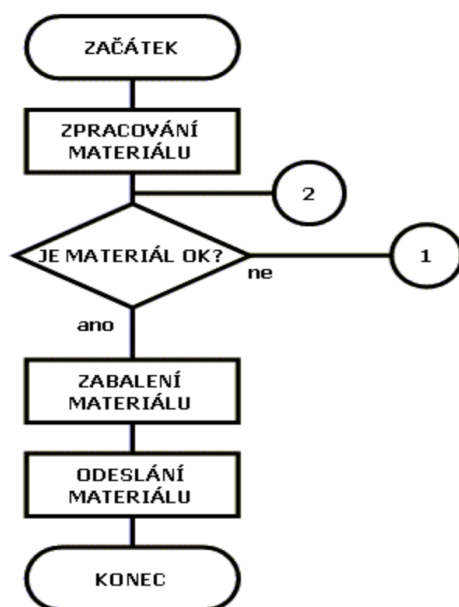 ZAČÁTEK
ZPRACOVÁNÍ
MATERIÁLU
2
JE MATERIÁL OK?
1
ne
ano
ZABALENÍ
MATERIÁLU
ODESLÁNÍ
MATERIÁLU
KONEC